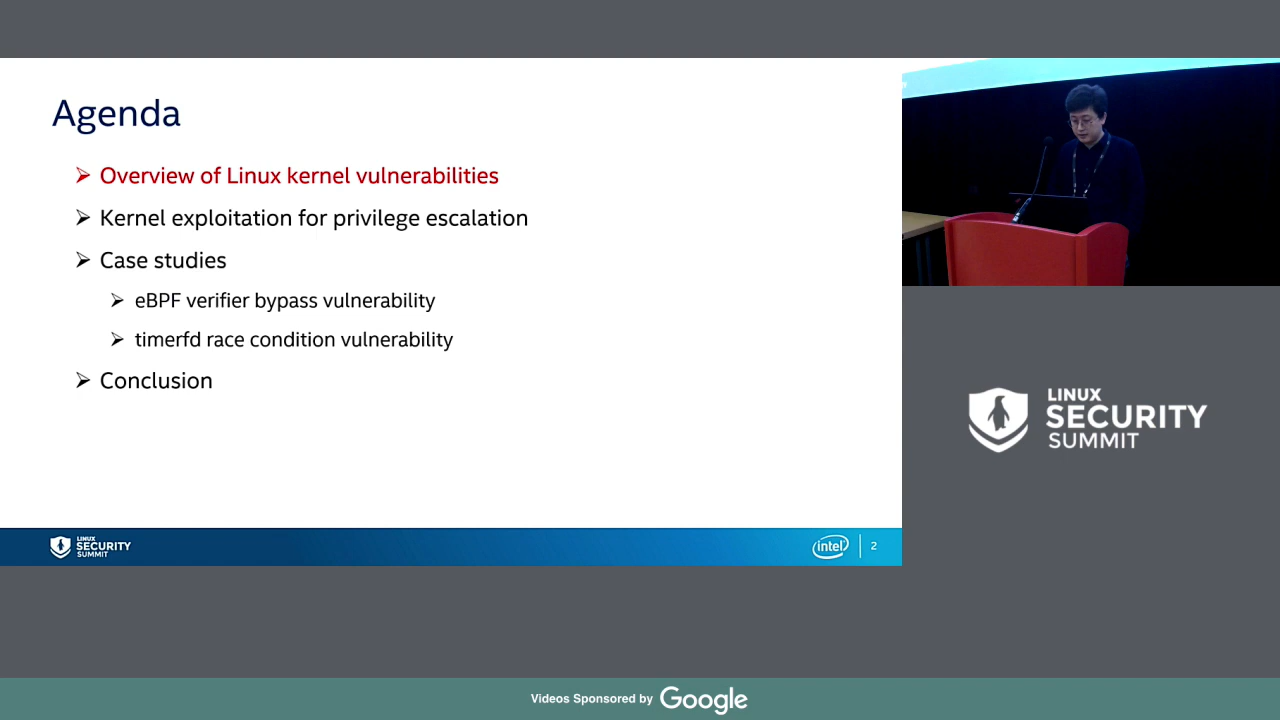 Agenda
Overview of Linux kernel vulnerabilities
Kernel exploitation for privilege escalation
Case studies
eBPF verifier bypass vulnerability
timerfd race condition vulnerability
Conclusion
LINUX
SECURITY
SUMMIT
intel
2
LINUX
SECURITY
SUMMIT
Videos Sponsored by Google